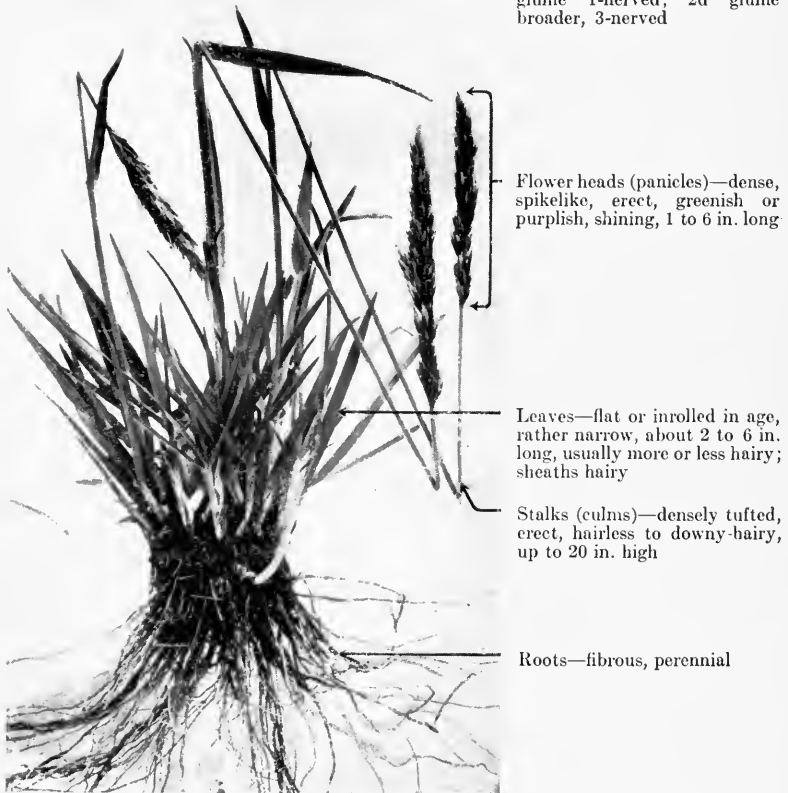 glume 1-nerved; 2d glume
broader, 3-nerved
Flower heads (panicles)—dense,
spikelike, erect, greenish or
purplish, shining, 1 to 6 in. long
Leaves—flat or inrolled in age,
rather narrow, about 2 to 6 in.
long, usually more or less hairy;
sheaths hairy
Stalks (culms)—densely tufted,
erect, hairless to downy-hairy,
up to 20 in. high
Roots—fibrous, perennial